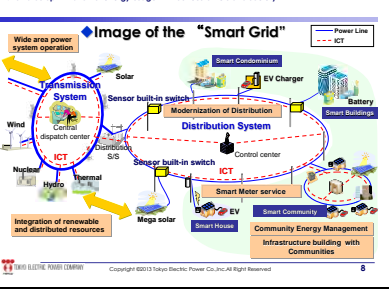 ◆Image of the “Smart Grid”
Power Line
ICT
Wide area power
system operation
Solar
Smart Condominium
EV Charger
Transmission
System
Sensor built-in switch
Battery
Modernization of Distribution
Smart Buildings
Wind
Central
dispatch center
Distribution
S/S
Distribution System
Control center
ICT
Sensor built-in switch
ICT
Nuclear
Hydro
Thermal
Smart Meter service
Mega solar
EV
Smart House
Smart Community
Integration of renewable
and distributed resources
Community Energy Management
Infrastructure building with
Communities
TOKYO ELECTRIC POWER COMPANY
Copyright ©2013 Tokyo Electric Power Co.,Inc.All Right Reserved
8